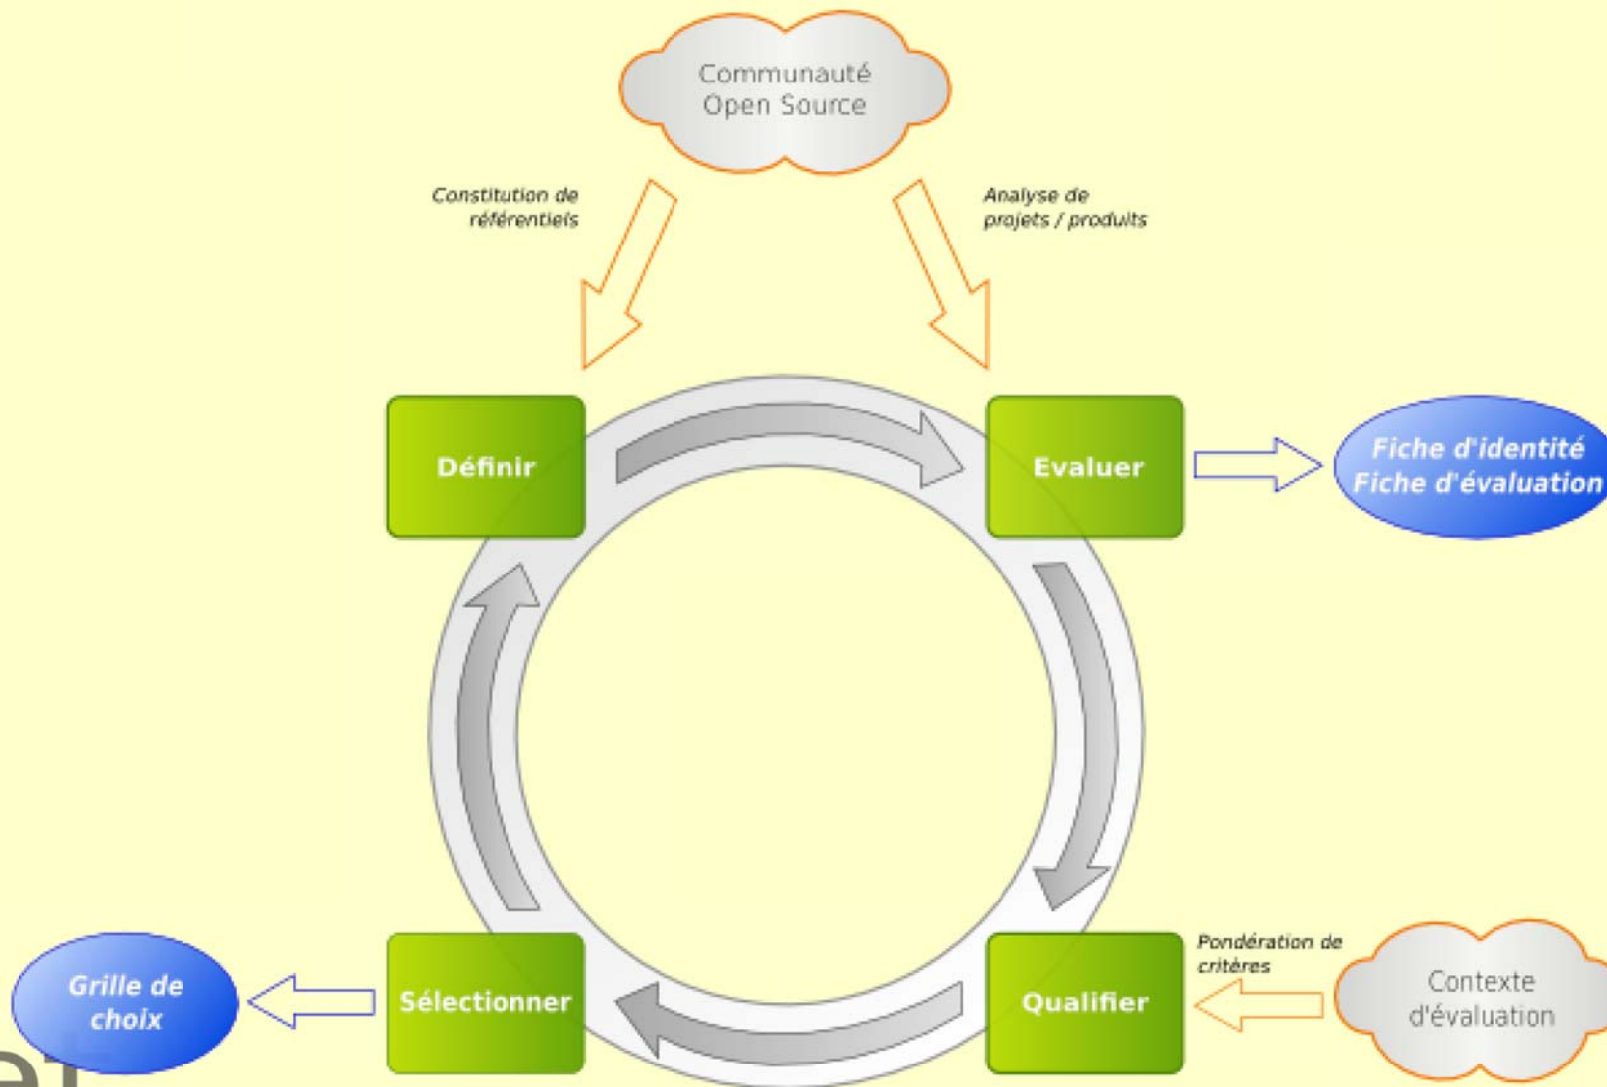 Communauté
Open Source
Constitution de
référentiels
Analyse de
projets / produits
Définir
Evaluer
Fiche d'identité
Fiche d'évaluation
Sélectionner
Qualifier
Pondération de
critères
Contexte
d'évaluation
Grille de
choix
et